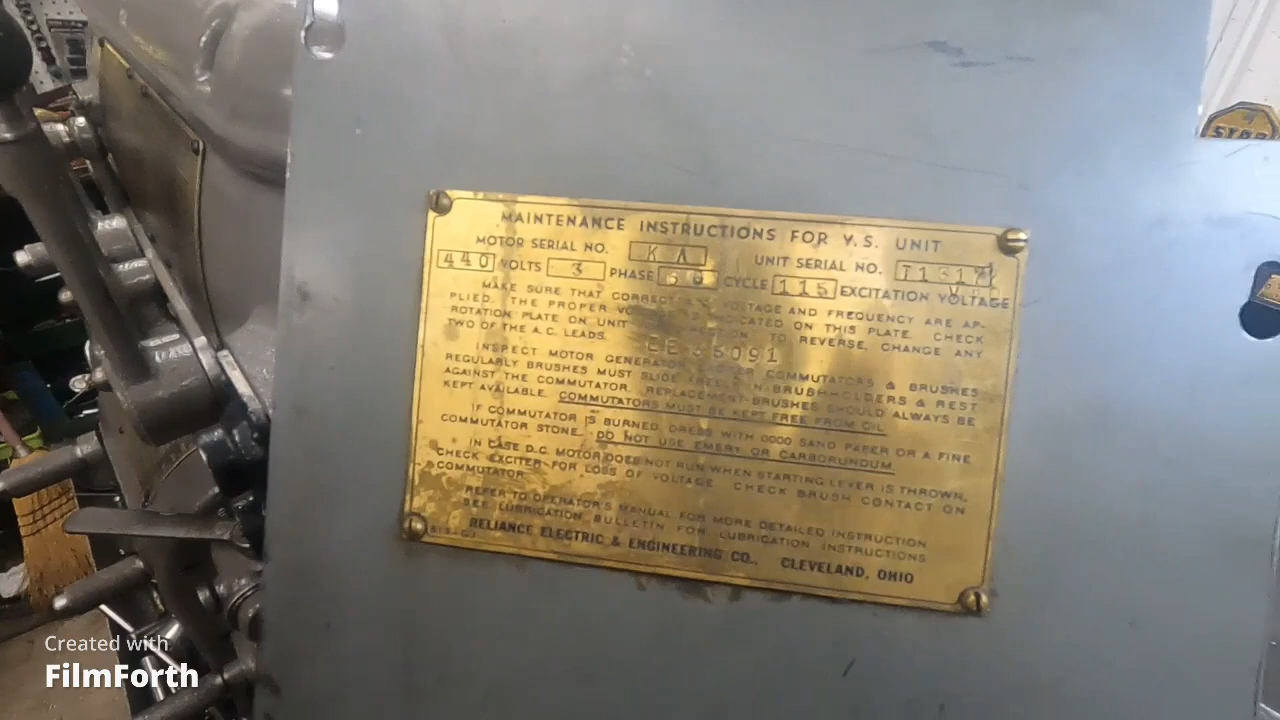 MAINTENANCE INSTRUCTIONS FOR V.S. UNIT
MOTOR SERIAL NO. KA UNIT SERIAL NO.
440 VOLTS 3 PHASE 60 CYCLE 115 EXCITATION VOLTAGE
MAKE SURE THAT CORRECT VOLTAGE AND FREQUENCY ARE AP-
PLIED. THE PROPER INDICATED ON THIS PLATE. CHECK
ROTATION PLATE ON UNIT TO REVERSE, CHANGE ANY
TWO OF THE A.C. LEADS.
INSPECT MOTOR GENERATOR COMMUTATORS & BRUSHES
REGULARLY BRUSHES MUST SLIDE FREELY IN BRUSHHOLDERS & REST
AGAINST THE COMMUTATOR. REPLACEMENT BRUSHES SHOULD ALWAYS BE
KEPT AVAILABLE. COMMUTATORS MUST BE KEPT FREE FROM OIL
IF COMMUTATOR IS BURNED DRESS WITH 0000 SAND PAPER OR A FINE
COMMUTATOR STONE. DO NOT USE EMERY OR CARBORUNDUM.
IN CASE D.C. MOTOR DOES NOT RUN WHEN STARTING LEVER IS THROWN,
CHECK EXCITER FOR LOSS OF VOLTAGE. CHECK BRUSH CONTACT ON
COMMUTATOR
REFER TO OPERATOR'S MANUAL FOR MORE DETAILED INSTRUCTION
SEE LUBRICATION BULLETIN FOR LUBRICATION INSTRUCTIONS
RELIANCE ELECTRIC & ENGINEERING CO., CLEVELAND, OHIO
Created with
FilmForth